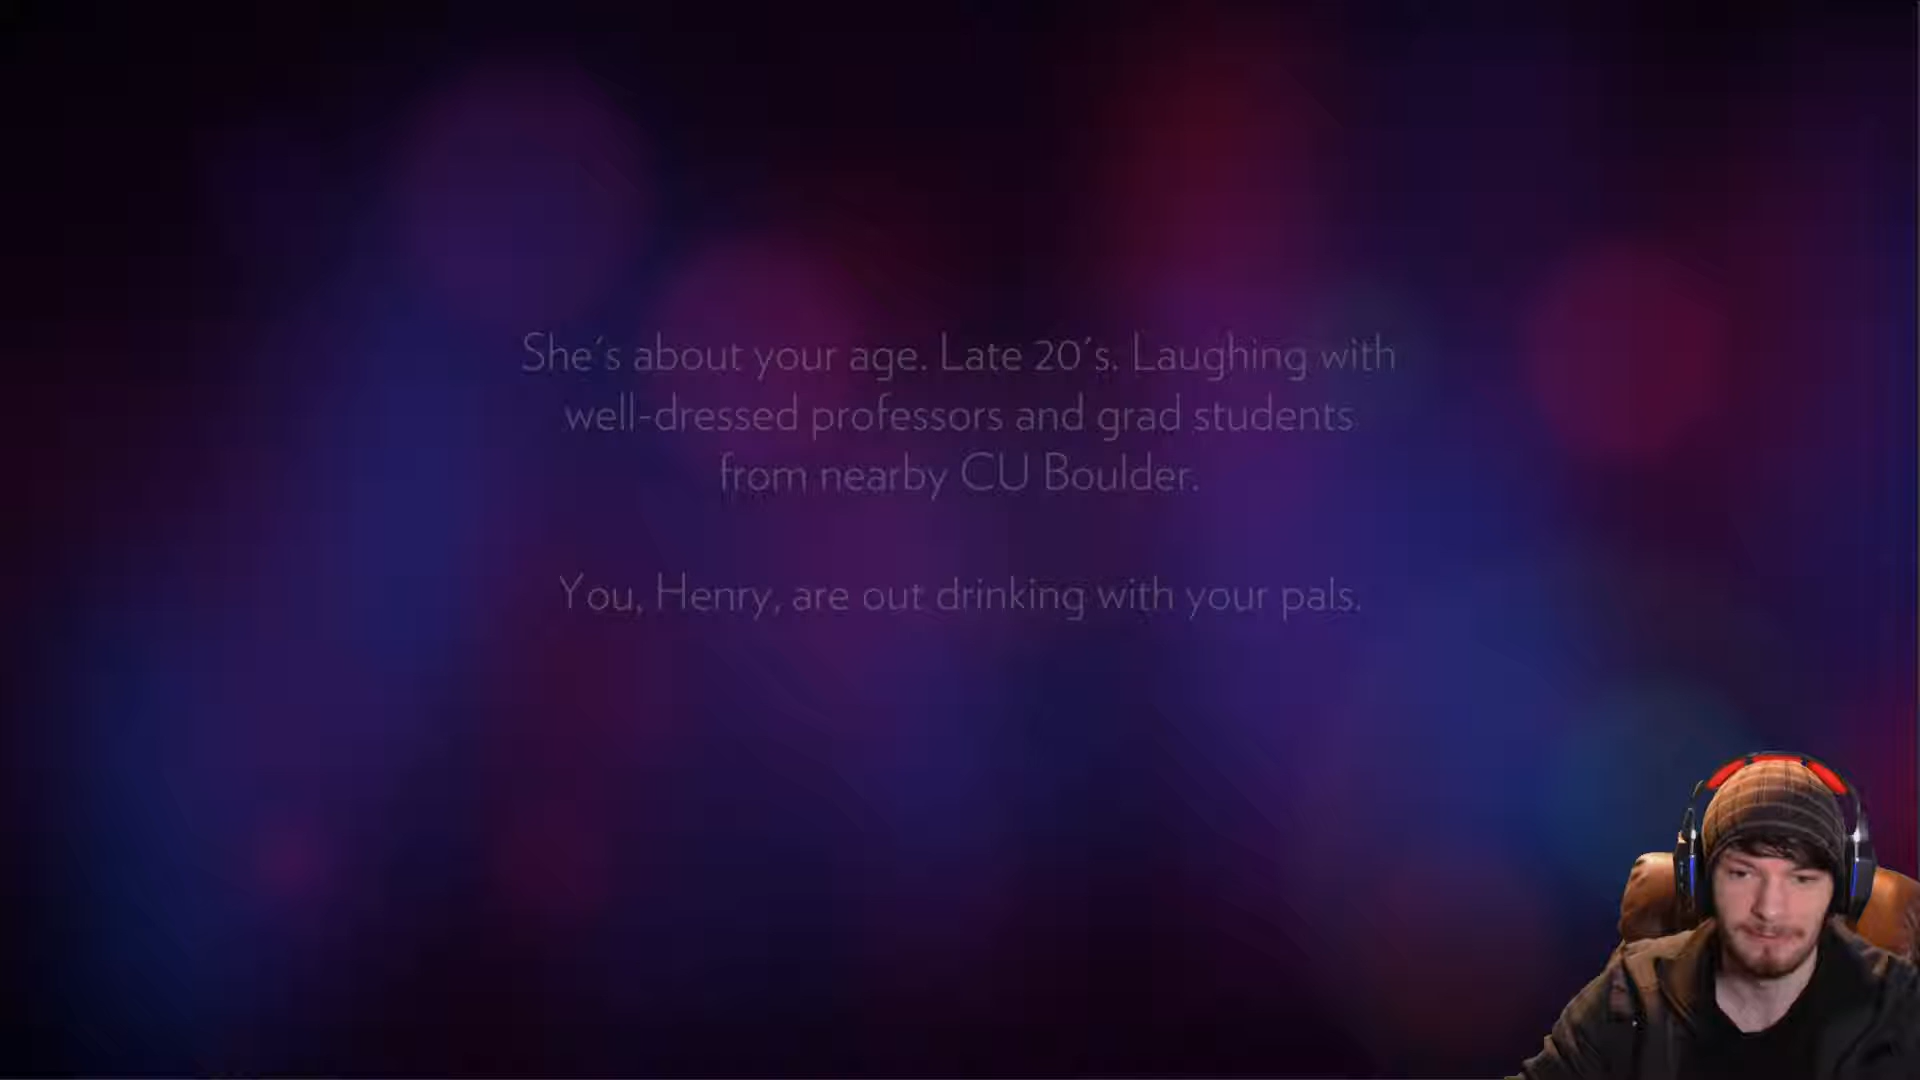 She's about your age. Late 20's. Laughing with
well-dressed professors and grad students
from nearby CU Boulder.
You, Henry, are out drinking with your pals.